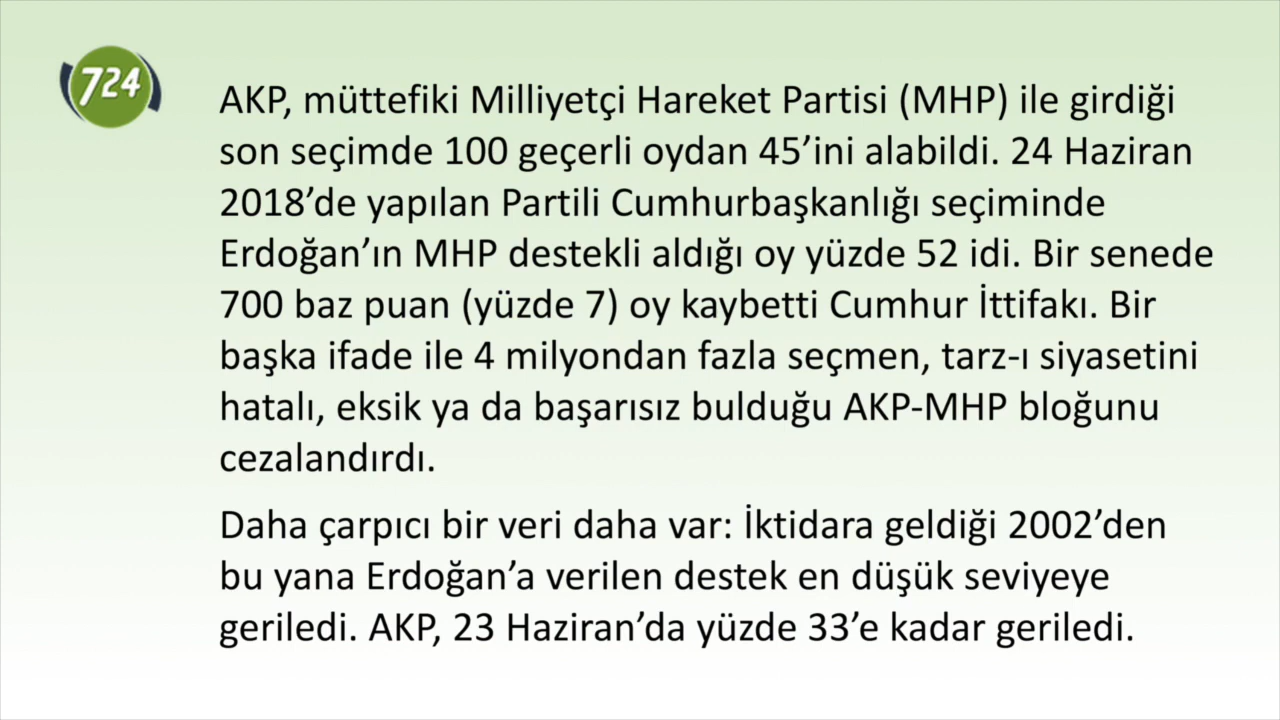 724
AKP, müttefiki Milliyetçi Hareket Partisi (MHP) ile girdiği
son seçimde 100 geçerli oydan 45’ini alabildi. 24 Haziran
2018’de yapılan Partili Cumhurbaşkanlığı seçiminde
Erdoğan’ın MHP destekli aldığı oy yüzde 52 idi. Bir senede
700 baz puan (yüzde 7) oy kaybetti Cumhur İttifakı. Bir
başka ifade ile 4 milyondan fazla seçmen, tarz-ı siyasetini
hatalı, eksik ya da başarısız bulduğu AKP-MHP bloğunu
cezalandırdı.
Daha çarpıcı bir veri daha var: İktidara geldiği 2002’den
bu yana Erdoğan’a verilen destek en düşük seviyeye
geriledi. AKP, 23 Haziran’da yüzde 33’e kadar geriledi.